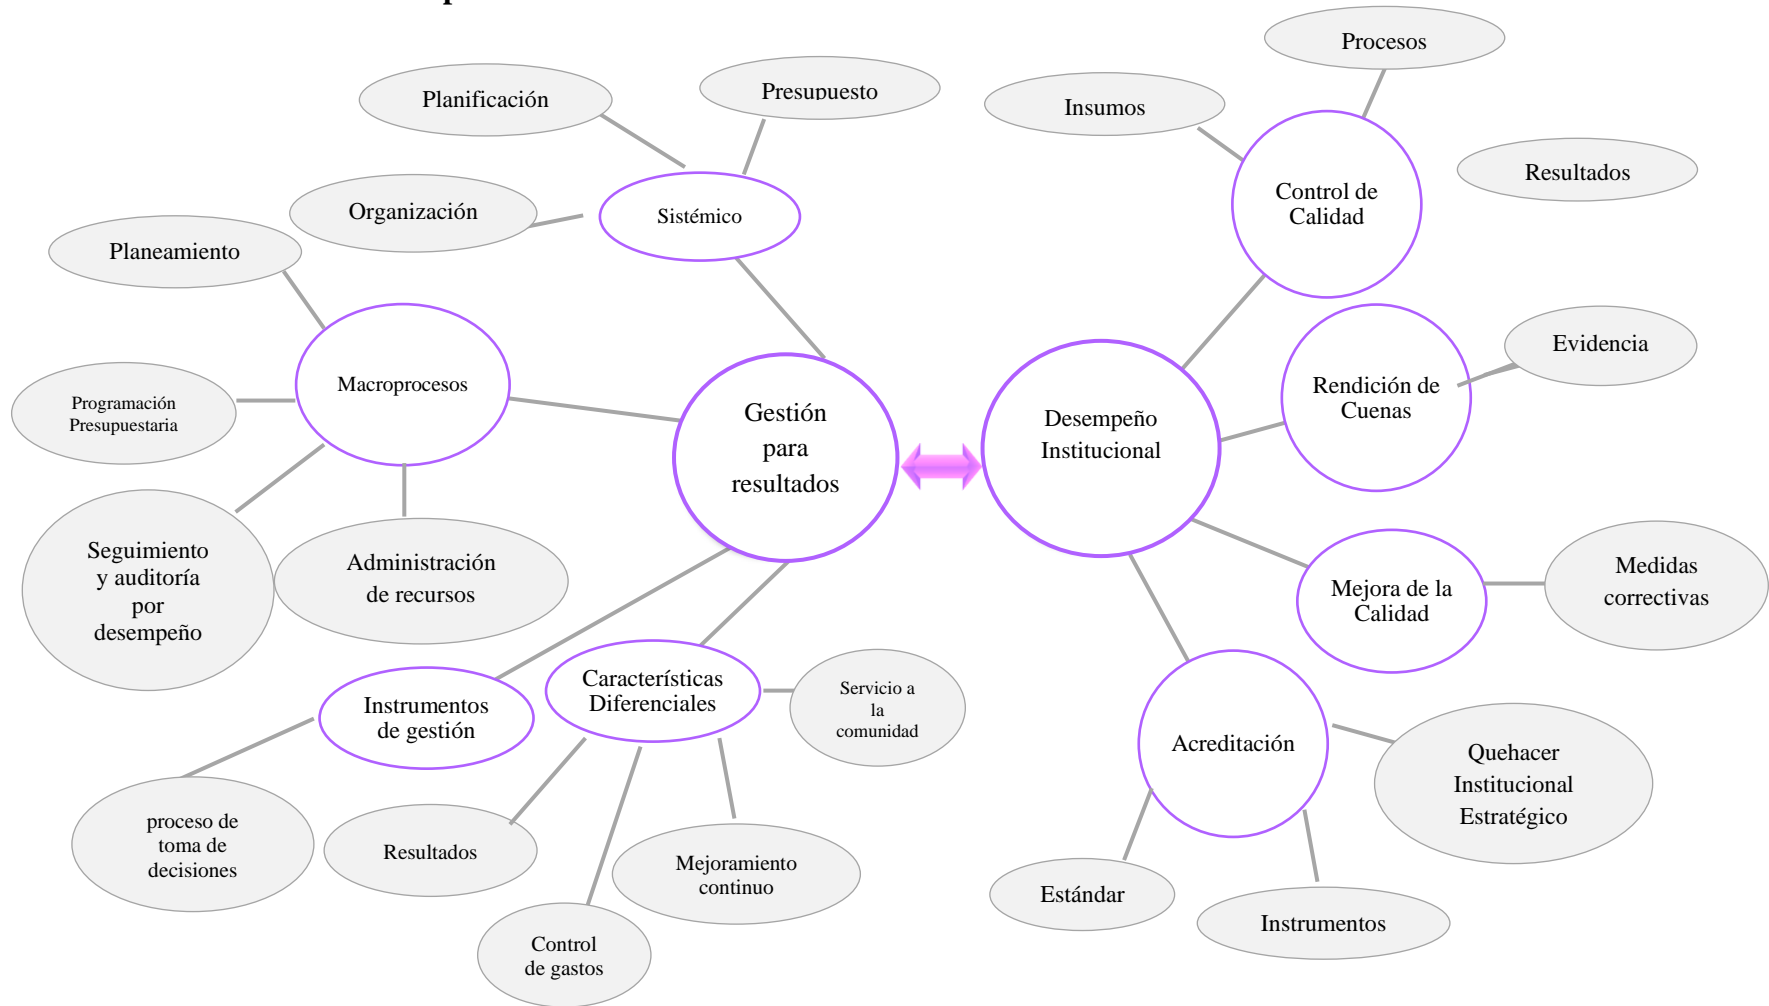 Procesos
Planificación
Presupuesto
Insumos
Resultados
Control de
Calidad
Organización
Sistémico
Planeamiento
Evidencia
Macroprocesos
Rendición de
Cuenas
Programación
Presupuestaria
Gestión
para
resultados
Desempeño
Institucional
Seguimiento
y auditoría
por
desempeño
Administración
de recursos
Mejora de la
Calidad
Medidas
correctivas
Características
Diferenciales
Servicio a
la
comunidad
Instrumentos
de gestión
Acreditación
Quehacer
Institucional
Estratégico
proceso de
toma de
decisiones
Resultados
Mejoramiento
continuo
Estándar
Instrumentos
Control
de gastos